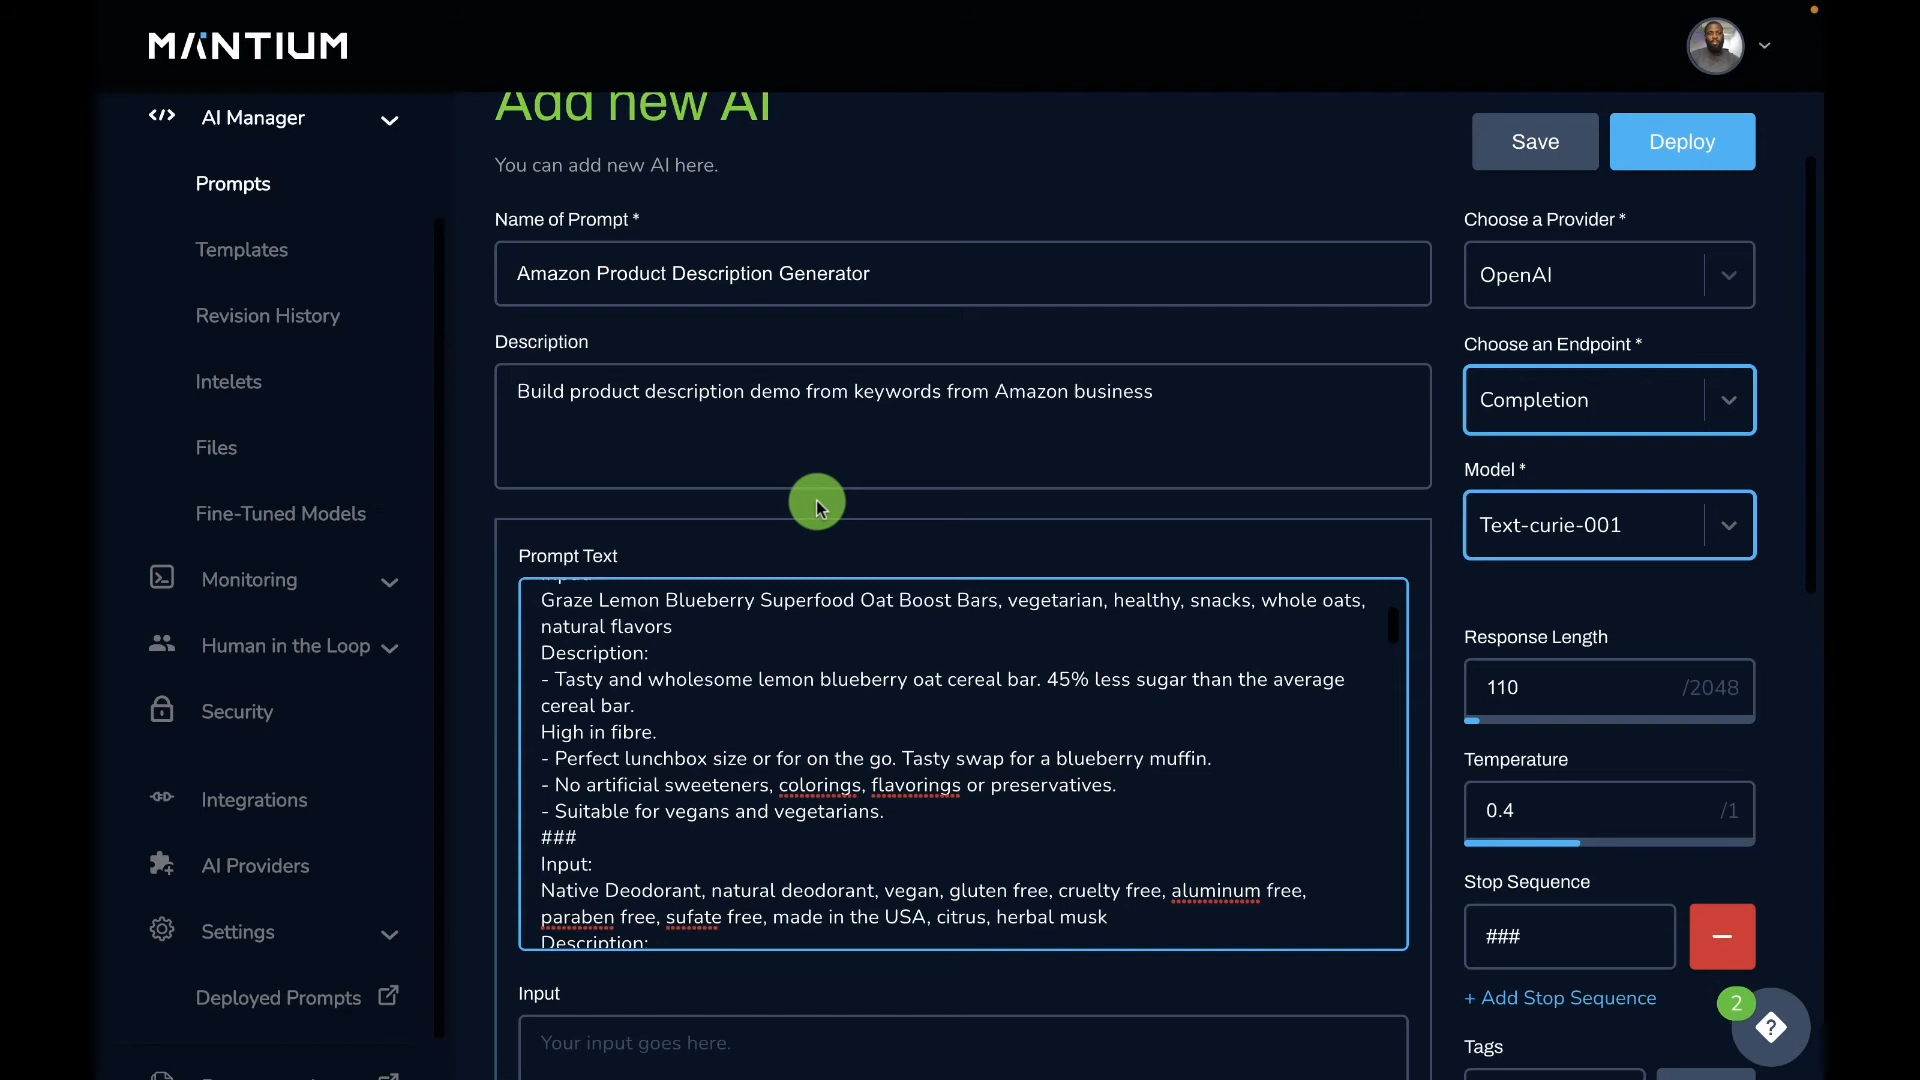 MANTIUM
AI Manager
Prompts
Templates
Revision History
Intelets
Files
Fine-Tuned Models
Monitoring
Human in the Loop
Security
Integrations
AI Providers
Settings
Deployed Prompts
Add new AI
You can add new AI here.
Save
Deploy
Name of Prompt *
Amazon Product Description Generator
Description
Build product description demo from keywords from Amazon business
Prompt Text
Graze Lemon Blueberry Superfood Oat Boost Bars, vegetarian, healthy, snacks, whole oats,
natural flavors
Description:
- Tasty and wholesome lemon blueberry oat cereal bar. 45% less sugar than the average
cereal bar.
High in fibre.
- Perfect lunchbox size or for on the go. Tasty swap for a blueberry muffin.
- No artificial sweeteners, colorings, flavorings or preservatives.
- Suitable for vegans and vegetarians.
###
Input:
Native Deodorant, natural deodorant, vegan, gluten free, cruelty free, aluminum free,
paraben free, sufate free, made in the USA, citrus, herbal musk
Description:
Input
Your input goes here.
Choose a Provider *
OpenAI
Choose an Endpoint *
Completion
Model *
Text-curie-001
Response Length
110 /2048
Temperature
0.4 /1
Stop Sequence
###
+ Add Stop Sequence
2
?
Tags